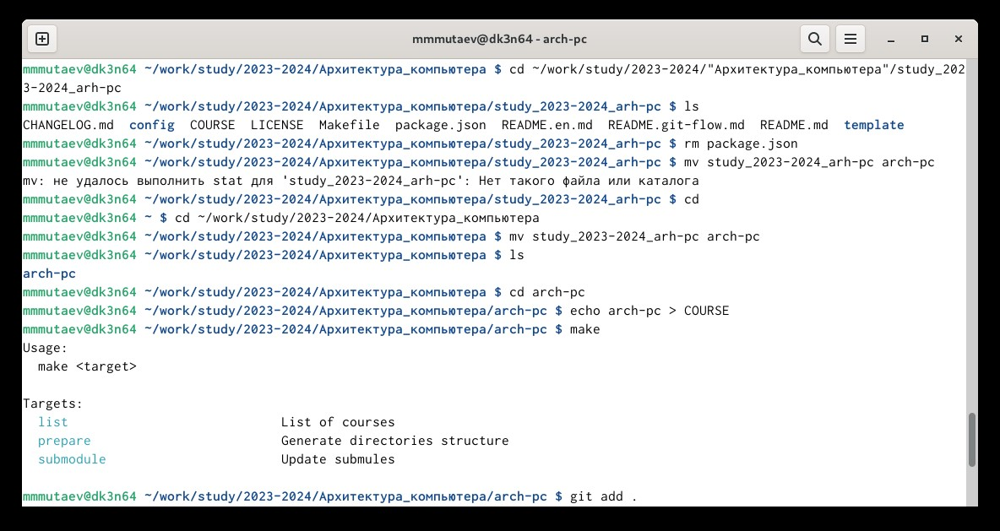 mmmutaev@dk3n64 - arch-pc
mmmutaev@dk3n64 ~/work/study/2023-2024/Архитектура_компьютера $ cd ~/work/study/2023-2024/"Архитектура_компьютера"/study_202
3-2024_arh-pc
mmmutaev@dk3n64 ~/work/study/2023-2024/Архитектура_компьютера/study_2023-2024_arh-pc $ ls
CHANGELOG.md  config  COURSE  LICENSE  Makefile  package.json  README.en.md  README.git-flow.md  README.md  template
mmmutaev@dk3n64 ~/work/study/2023-2024/Архитектура_компьютера/study_2023-2024_arh-pc $ rm package.json
mmmutaev@dk3n64 ~/work/study/2023-2024/Архитектура_компьютера/study_2023-2024_arh-pc $ mv study_2023-2024_arh-pc arch-pc
mv: не удалось выполнить stat для 'study_2023-2024_arh-pc': Нет такого файла или каталога
mmmutaev@dk3n64 ~/work/study/2023-2024/Архитектура_компьютера/study_2023-2024_arh-pc $ cd
mmmutaev@dk3n64 ~ $ cd ~/work/study/2023-2024/Архитектура_компьютера
mmmutaev@dk3n64 ~/work/study/2023-2024/Архитектура_компьютера $ mv study_2023-2024_arh-pc arch-pc
mmmutaev@dk3n64 ~/work/study/2023-2024/Архитектура_компьютера $ ls
arch-pc
mmmutaev@dk3n64 ~/work/study/2023-2024/Архитектура_компьютера $ cd arch-pc
mmmutaev@dk3n64 ~/work/study/2023-2024/Архитектура_компьютера/arch-pc $ echo arch-pc > COURSE
mmmutaev@dk3n64 ~/work/study/2023-2024/Архитектура_компьютера/arch-pc $ make
Usage:
  make <target>
Targets:
  list                            List of courses
  prepare                         Generate directories structure
  submodule                       Update submules
mmmutaev@dk3n64 ~/work/study/2023-2024/Архитектура_компьютера/arch-pc $ git add .